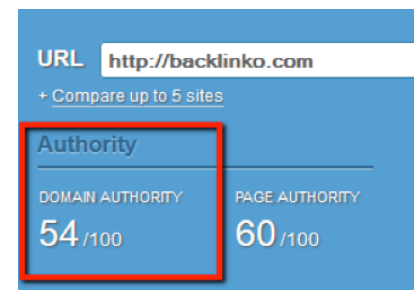 URL http://backlinko.com
+ Compare up to 5 sites
Authority
DOMAIN AUTHORITY PAGE AUTHORITY
54 /100 60 /100